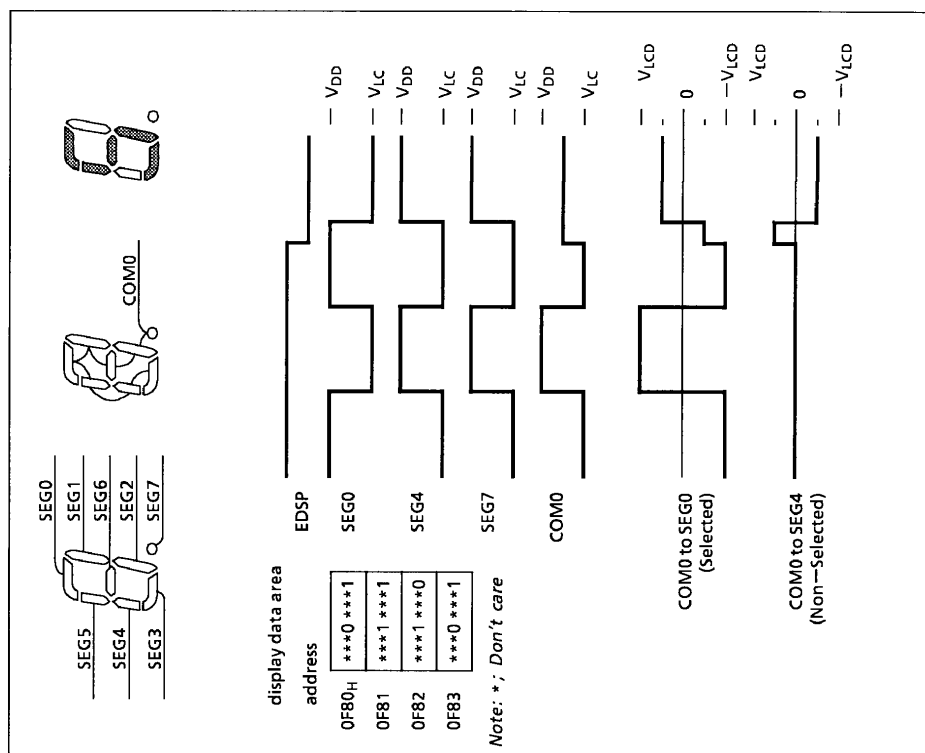 SEG0
SEG1
SEG6
SEG2
SEG7
SEG5
SEG4
SEG3
COM0
display data area
address
0F80H ***0 ***1
0F81 ***1 ***1
0F82 ***1 ***0
0F83 ***0 ***1
Note: *; Don't care
EDSP
SEG0
SEG4
SEG7
COM0
COM0 to SEG0
(Selected)
COM0 to SEG4
(Non—Selected)
VDD
VLC
VDD
VLC
VDD
VLC
VDD
VLC
VLCD
0
—VLCD
VLCD
0
—VLCD